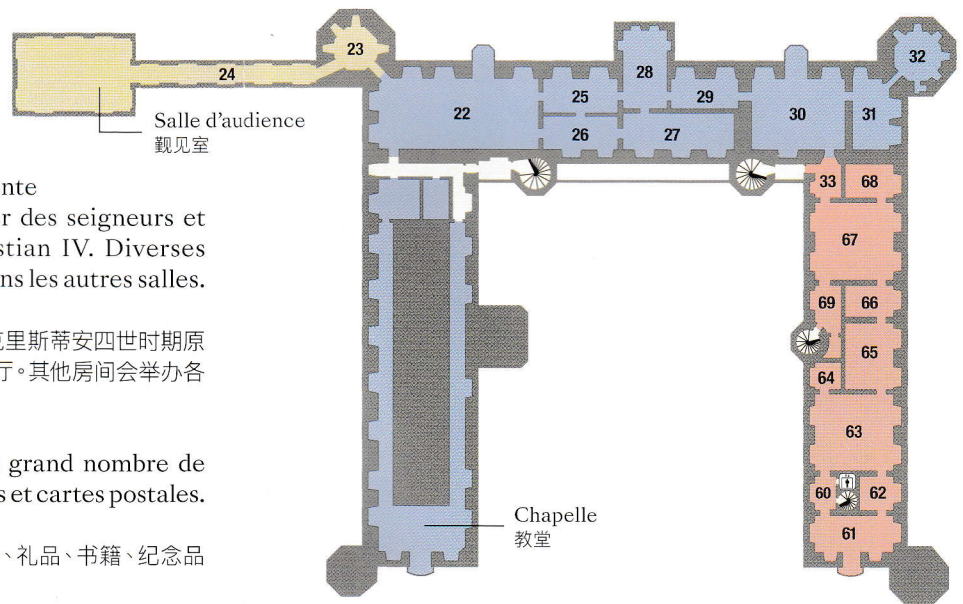 23
24
Salle d'audience
觐见室
22
25
26
28
29
27
30
31
32
33
68
67
69
66
65
64
63
60
62
61
nte
r des seigneurs et
stian IV. Diverses
ns les autres salles.
里斯蒂安四世时期原
厅。其他房间会举办各
grand nombre de
s et cartes postales.
、礼品、书籍、纪念品
Chapelle
教堂